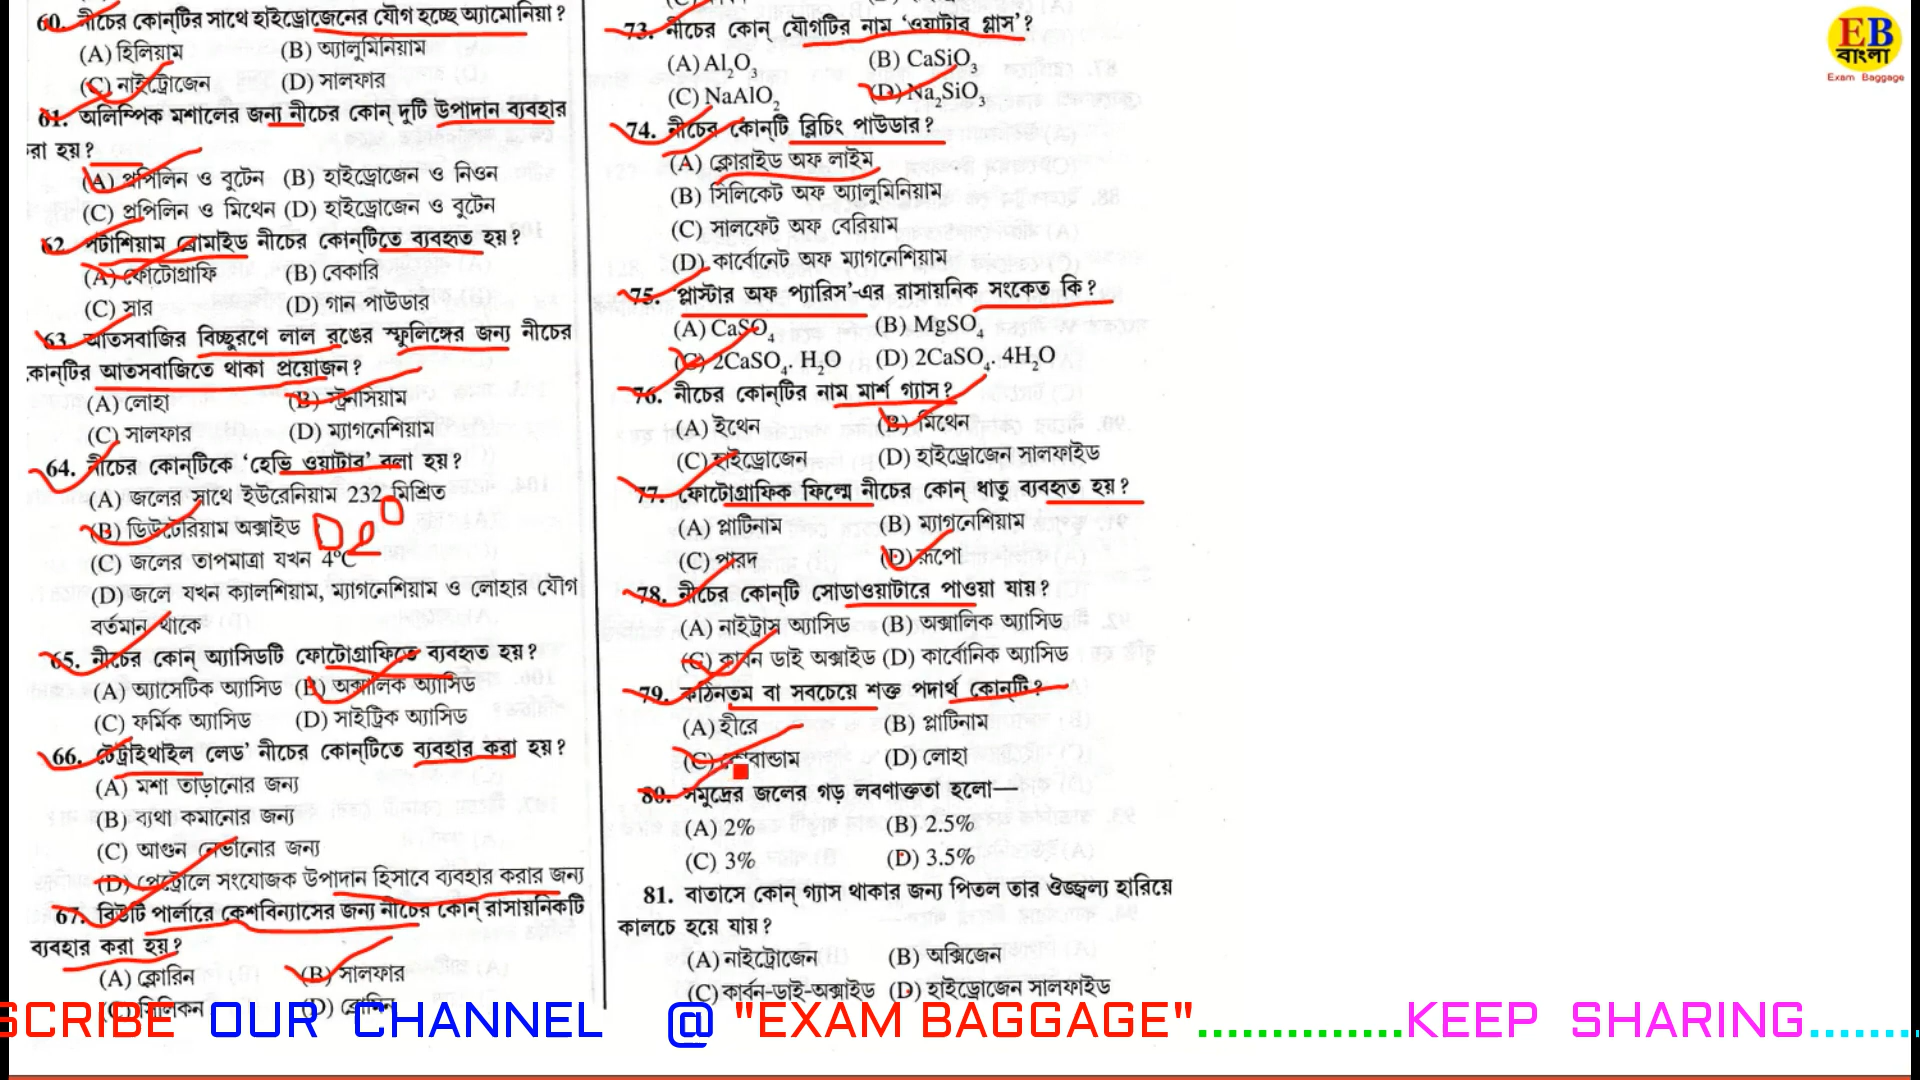 60. নীচের কোন্‌টির সাথে হাইড্রোজেনের যৌগ হচ্ছে অ্যামোনিয়া?
(A) হিলিয়াম (B) অ্যালুমিনিয়াম
(C) নাইট্রোজেন (D) সালফার
61. অলিম্পিক মশালের জন্য নীচের কোন্ দুটি উপাদান ব্যবহার
রা হয়?
(A) প্রপিলিন ও বুটেন (B) হাইড্রোজেন ও নিওন
(C) প্রপিলিন ও মিথেন (D) হাইড্রোজেন ও বুটেন
62. পটাশিয়াম ব্রোমাইড নীচের কোন্‌টিতে ব্যবহৃত হয়?
(A) ফোটোগ্রাফি (B) বেকারি
(C) সার (D) গান পাউডার
63. আতসবাজির বিচ্ছুরণে লাল রঙের স্ফুলিঙ্গের জন্য নীচের
কোন্‌টির আতসবাজিতে থাকা প্রয়োজন?
(A) লোহা (B) স্ট্রনসিয়াম
(C) সালফার (D) ম্যাগনেশিয়াম
64. নীচের কোন্‌টিকে ‘হেভি ওয়াটার’ বলা হয়?
(A) জলের সাথে ইউরেনিয়াম 232 মিশ্রিত
(B) ডিউটেরিয়াম অক্সাইড D2O
(C) জলের তাপমাত্রা যখন 4°C
(D) জলে যখন ক্যালশিয়াম, ম্যাগনেশিয়াম ও লোহার যৌগ
বর্তমান থাকে
65. নীচের কোন্ অ্যাসিডটি ফোটোগ্রাফিতে ব্যবহৃত হয়?
(A) অ্যাসেটিক অ্যাসিড (B) অক্সালিক অ্যাসিড
(C) ফর্মিক অ্যাসিড (D) সাইট্রিক অ্যাসিড
66. টেট্রাইথাইল লেড’ নীচের কোন্‌টিতে ব্যবহার করা হয়?
(A) মশা তাড়ানোর জন্য
(B) ব্যথা কমানোর জন্য
(C) আগুন নেভানোর জন্য
(D) পেট্রোলে সংযোজক উপাদান হিসাবে ব্যবহার করার জন্য
67. বিউটি পার্লারে কেশবিন্যাসের জন্য নীচের কোন্ রাসায়নিকটি
ব্যবহার করা হয়?
(A) ক্লোরিন (B) সালফার
(C) সিলিকন (D) ব্রোমিন
73. নীচের কোন্ যৌগটির নাম ‘ওয়াটার গ্লাস’?
(A) Al₂O₃ (B) CaSiO₃
(C) NaAlO₂ (D) Na₂SiO₃
74. নীচের কোন্‌টি ব্লিচিং পাউডার?
(A) ক্লোরাইড অফ লাইম
(B) সিলিকেট অফ অ্যালুমিনিয়াম
(C) সালফেট অফ বেরিয়াম
(D) কার্বোনেট অফ ম্যাগনেশিয়াম
75. প্লাস্টার অফ প্যারিস’-এর রাসায়নিক সংকেত কি?
(A) CaSO₄ (B) MgSO₄
(C) 2CaSO₄. H₂O (D) 2CaSO₄. 4H₂O
76. নীচের কোন্‌টির নাম মার্শ গ্যাস?
(A) ইথেন (B) মিথেন
(C) হাইড্রোজেন (D) হাইড্রোজেন সালফাইড
77. ফোটোগ্রাফিক ফিল্মে নীচের কোন্ ধাতু ব্যবহৃত হয়?
(A) প্লাটিনাম (B) ম্যাগনেশিয়াম
(C) পারদ (D) রূপো
78. নীচের কোন্‌টি সোডাওয়াটারে পাওয়া যায়?
(A) নাইট্রাস অ্যাসিড (B) অক্সালিক অ্যাসিড
(C) কার্বন ডাই অক্সাইড (D) কার্বোনিক অ্যাসিড
79. কঠিনতম বা সবচেয়ে শক্ত পদার্থ কোন্‌টি?
(A) হীরে (B) প্লাটিনাম
(C) কোরান্ডাম (D) লোহা
80. সমুদ্রের জলের গড় লবণাক্ততা হলো—
(A) 2% (B) 2.5%
(C) 3% (D) 3.5%
81. বাতাসে কোন্ গ্যাস থাকার জন্য পিতল তার ঔজ্জ্বল্য হারিয়ে
কালচে হয়ে যায়?
(A) নাইট্রোজেন (B) অক্সিজেন
(C) কার্বন-ডাই-অক্সাইড (D) হাইড্রোজেন সালফাইড
EB
বাংলা
Exam Baggage
SCRIBE OUR CHANNEL @ "EXAM BAGGAGE"..............KEEP SHARING........